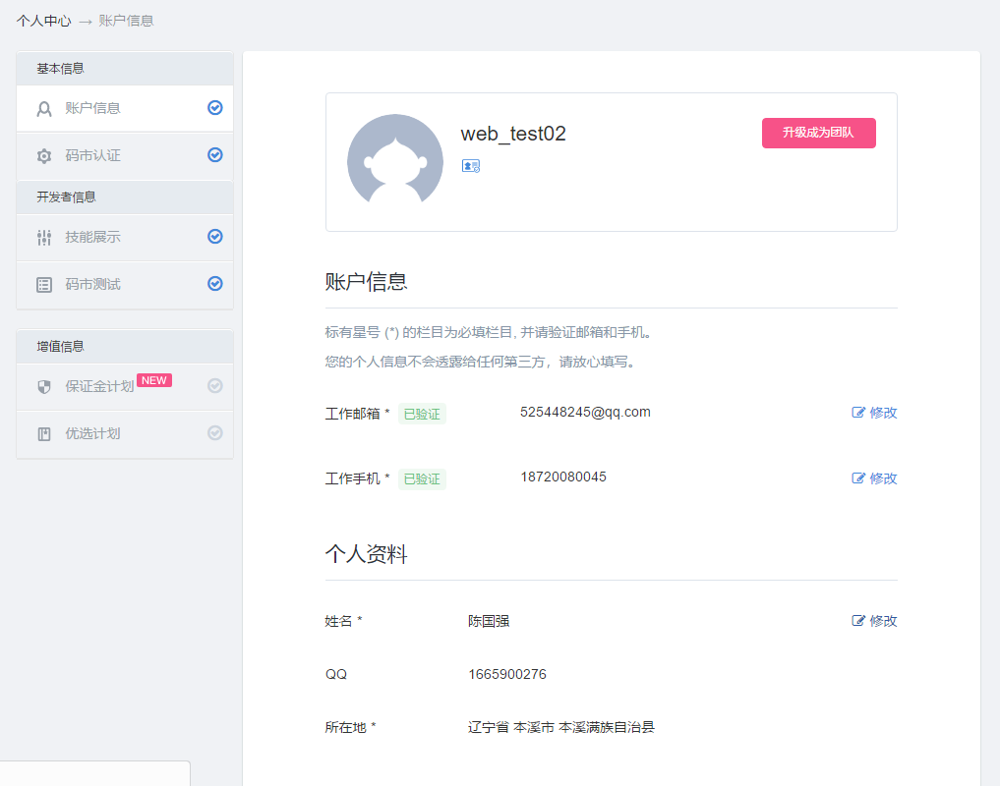 个人中心 → 账户信息
基本信息
账户信息
码市认证
开发者信息
技能展示
码市测试
增值信息
保证金计划 NEW
优选计划
web_test02
升级成为团队
账户信息
标有星号 (*) 的栏目为必填栏目, 并请验证邮箱和手机。
您的个人信息不会透露给任何第三方，请放心填写。
工作邮箱 * 已验证 525448245@qq.com 修改
工作手机 * 已验证 18720080045 修改
个人资料
姓名 * 陈国强 修改
QQ 1665900276
所在地 * 辽宁省 本溪市 本溪满族自治县